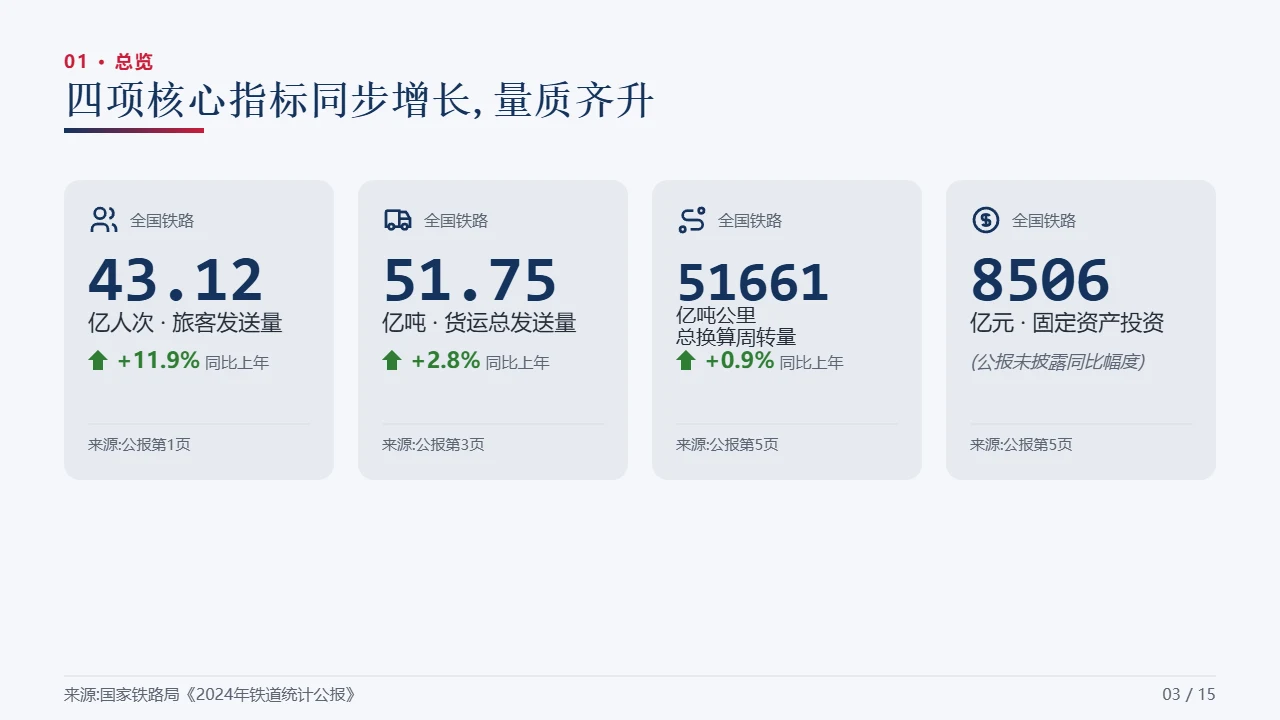 01 • 总览
四项核心指标同步增长, 量质齐升
全国铁路
43.12
亿人次 · 旅客发送量
+11.9% 同比上年
来源:公报第1页
全国铁路
51.75
亿吨 · 货运总发送量
+2.8% 同比上年
来源:公报第3页
全国铁路
51661
亿吨公里
总换算周转量
+0.9% 同比上年
来源:公报第5页
全国铁路
8506
亿元 · 固定资产投资
(公报未披露同比幅度)
来源:公报第5页
来源:国家铁路局《2024年铁道统计公报》
03 / 15